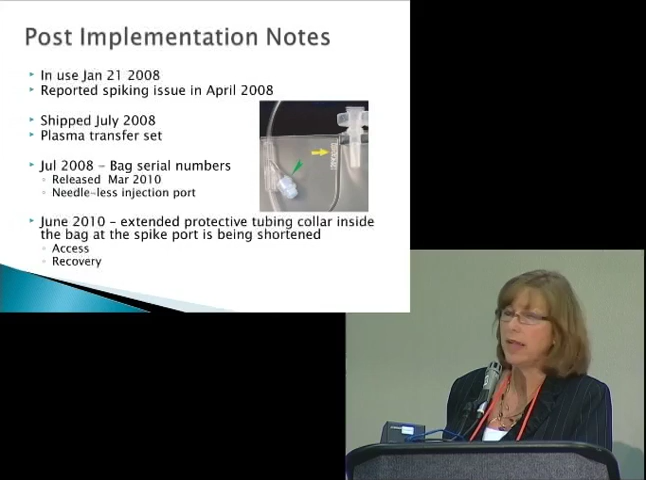 Post Implementation Notes
In use Jan 21 2008
Reported spiking issue in April 2008
Shipped July 2008
Plasma transfer set
Jul 2008 – Bag serial numbers
Released Mar 2010
Needle-less injection port
June 2010 – extended protective tubing collar inside
the bag at the spike port is being shortened
Access
Recovery